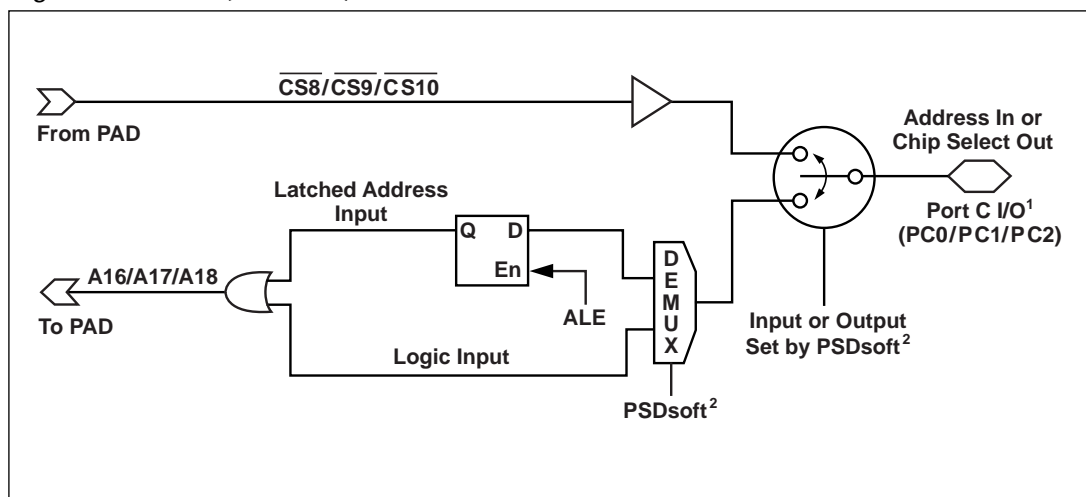 CS8/CS9/CS10
From PAD
Address In or
Chip Select Out
Latched Address
Input
Q D
En
ALE
DEMUX
Port C I/O1
(PC0/PC1/PC2)
A16/A17/A18
To PAD
Logic Input
Input or Output
Set by PSDsoft2
PSDsoft2